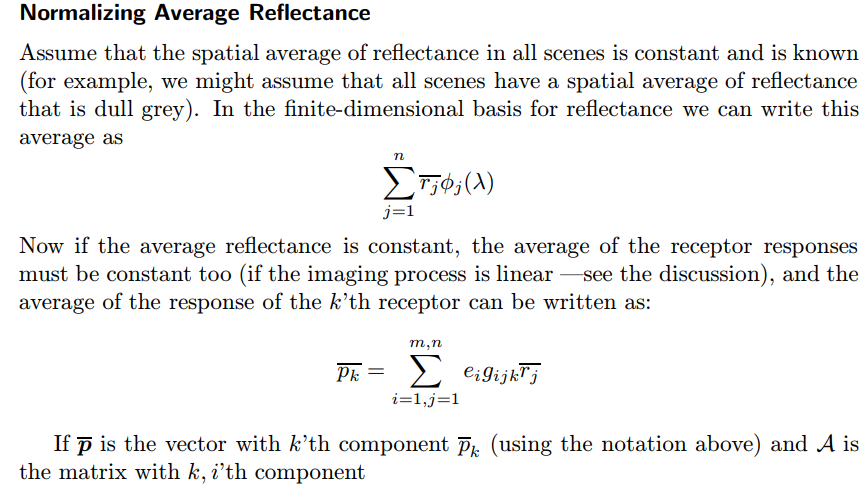 Normalizing Average Reflectance
Assume that the spatial average of reflectance in all scenes is constant and is known
(for example, we might assume that all scenes have a spatial average of reflectance
that is dull grey). In the finite-dimensional basis for reflectance we can write this
average as
$$\sum_{j=1}^{n} \overline{r_j} \phi_j(\lambda)$$
Now if the average reflectance is constant, the average of the receptor responses
must be constant too (if the imaging process is linear —see the discussion), and the
average of the response of the k'th receptor can be written as:
$$\overline{p_k} = \sum_{i=1,j=1}^{m,n} e_i g_{ijk} \overline{r_j}$$
If $\overline{\boldsymbol{p}}$ is the vector with k'th component $\overline{p}_k$ (using the notation above) and $\mathcal{A}$ is
the matrix with k, i'th component